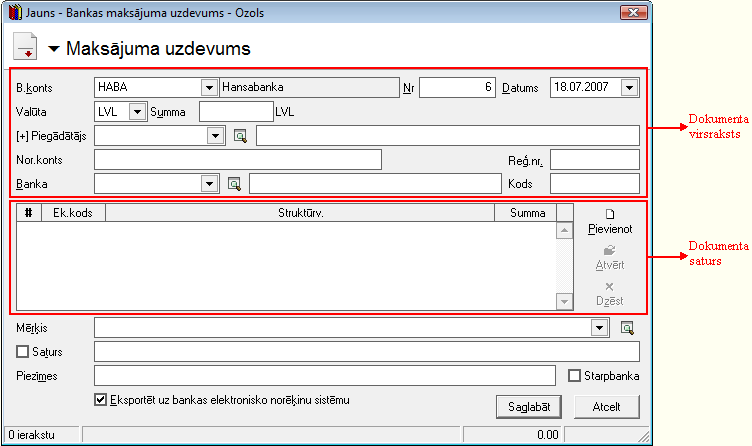 Jauns - Bankas maksājuma uzdevums - Ozols
Maksājuma uzdevums
B.konts HABA Hansabanka Nr 6 Datums 18.07.2007
Valūta LVL Summa LVL
[+] Piegādātājs
Nor.konts Reģ.nr.
Banka Kods
Dokumenta
virsraksts
# Ek.kods Struktūrv. Summa
Pievienot
Atvērt
Dzēst
Dokumenta
saturs
Mērķis
Saturs
Piezīmes Starpbanka
Eksportēt uz bankas elektronisko norēķinu sistēmu
Saglabāt Atcelt
0 ierakstu 0.00